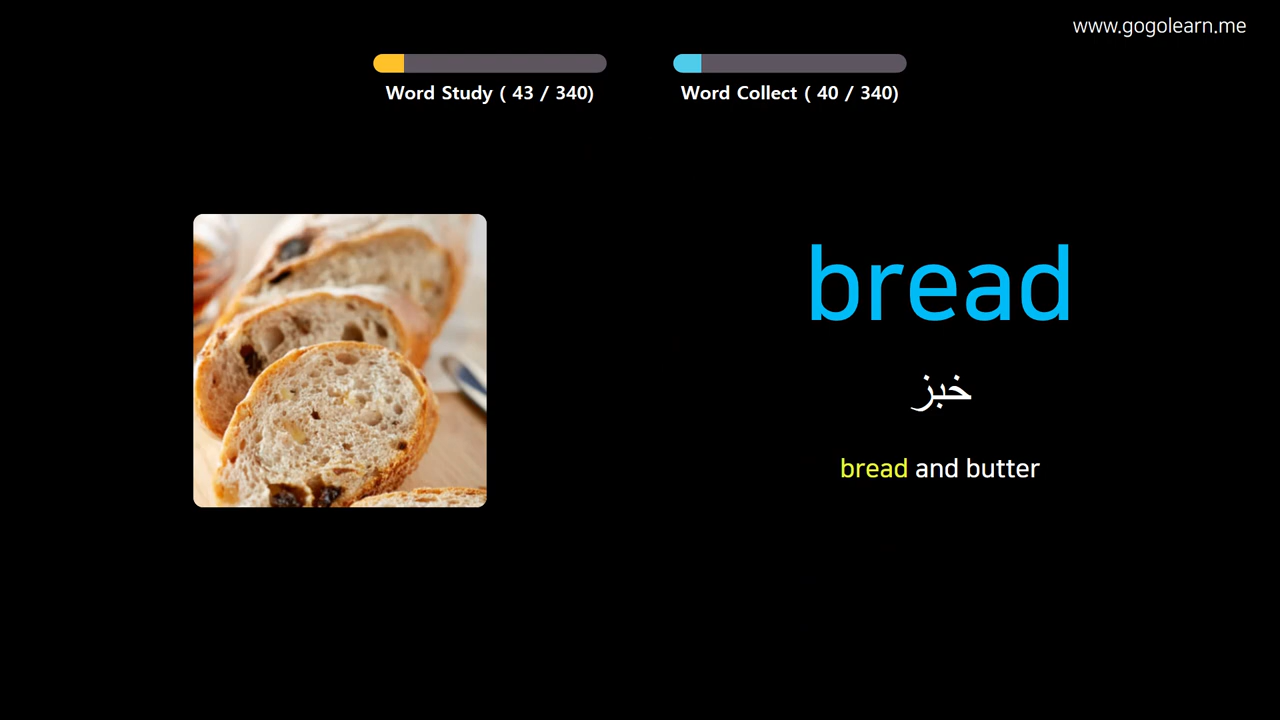 www.gogolearn.me
Word Study ( 43 / 340)
Word Collect ( 40 / 340)
bread
خبز
bread and butter